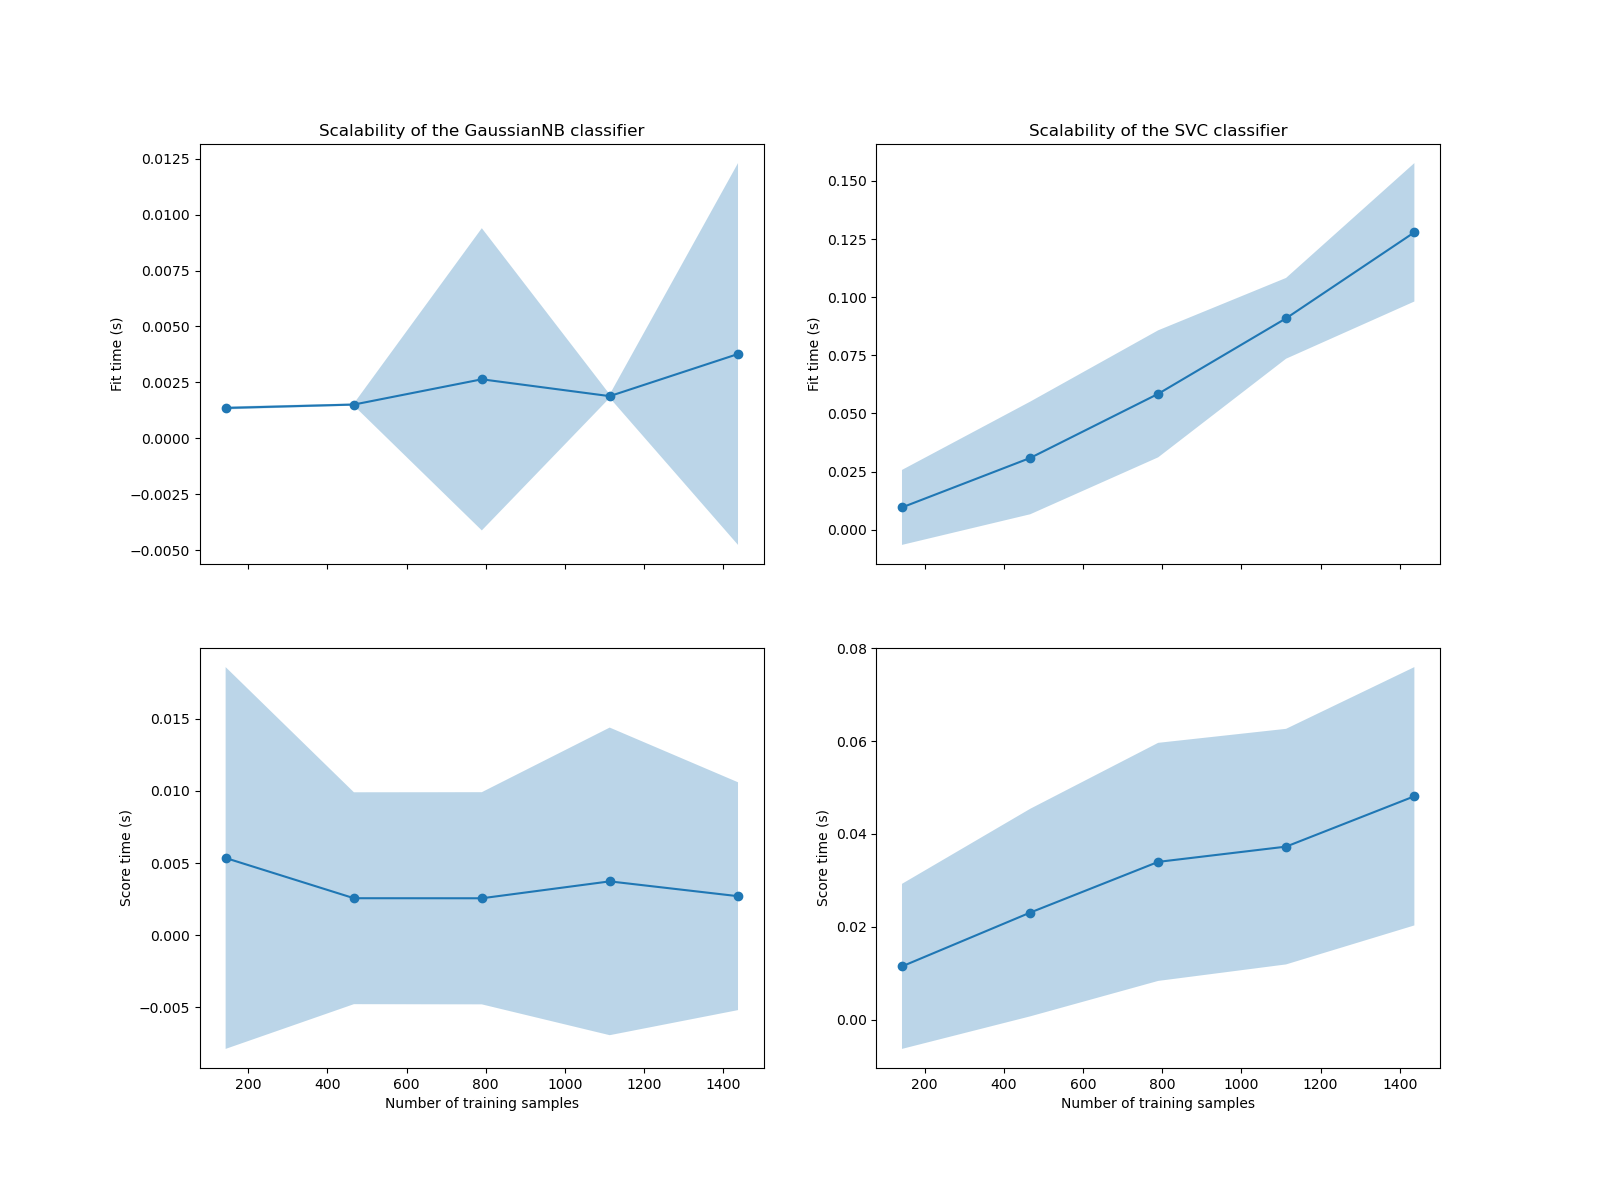 Scalability of the GaussianNB classifier
0.0125
0.0100
0.0075
0.0050
0.0025
0.0000
−0.0025
−0.0050
Fit time (s)
Scalability of the SVC classifier
0.150
0.125
0.100
0.075
0.050
0.025
0.000
Fit time (s)
0.015
0.010
0.005
0.000
−0.005
Score time (s)
200 400 600 800 1000 1200 1400
Number of training samples
0.08
0.06
0.04
0.02
0.00
Score time (s)
200 400 600 800 1000 1200 1400
Number of training samples